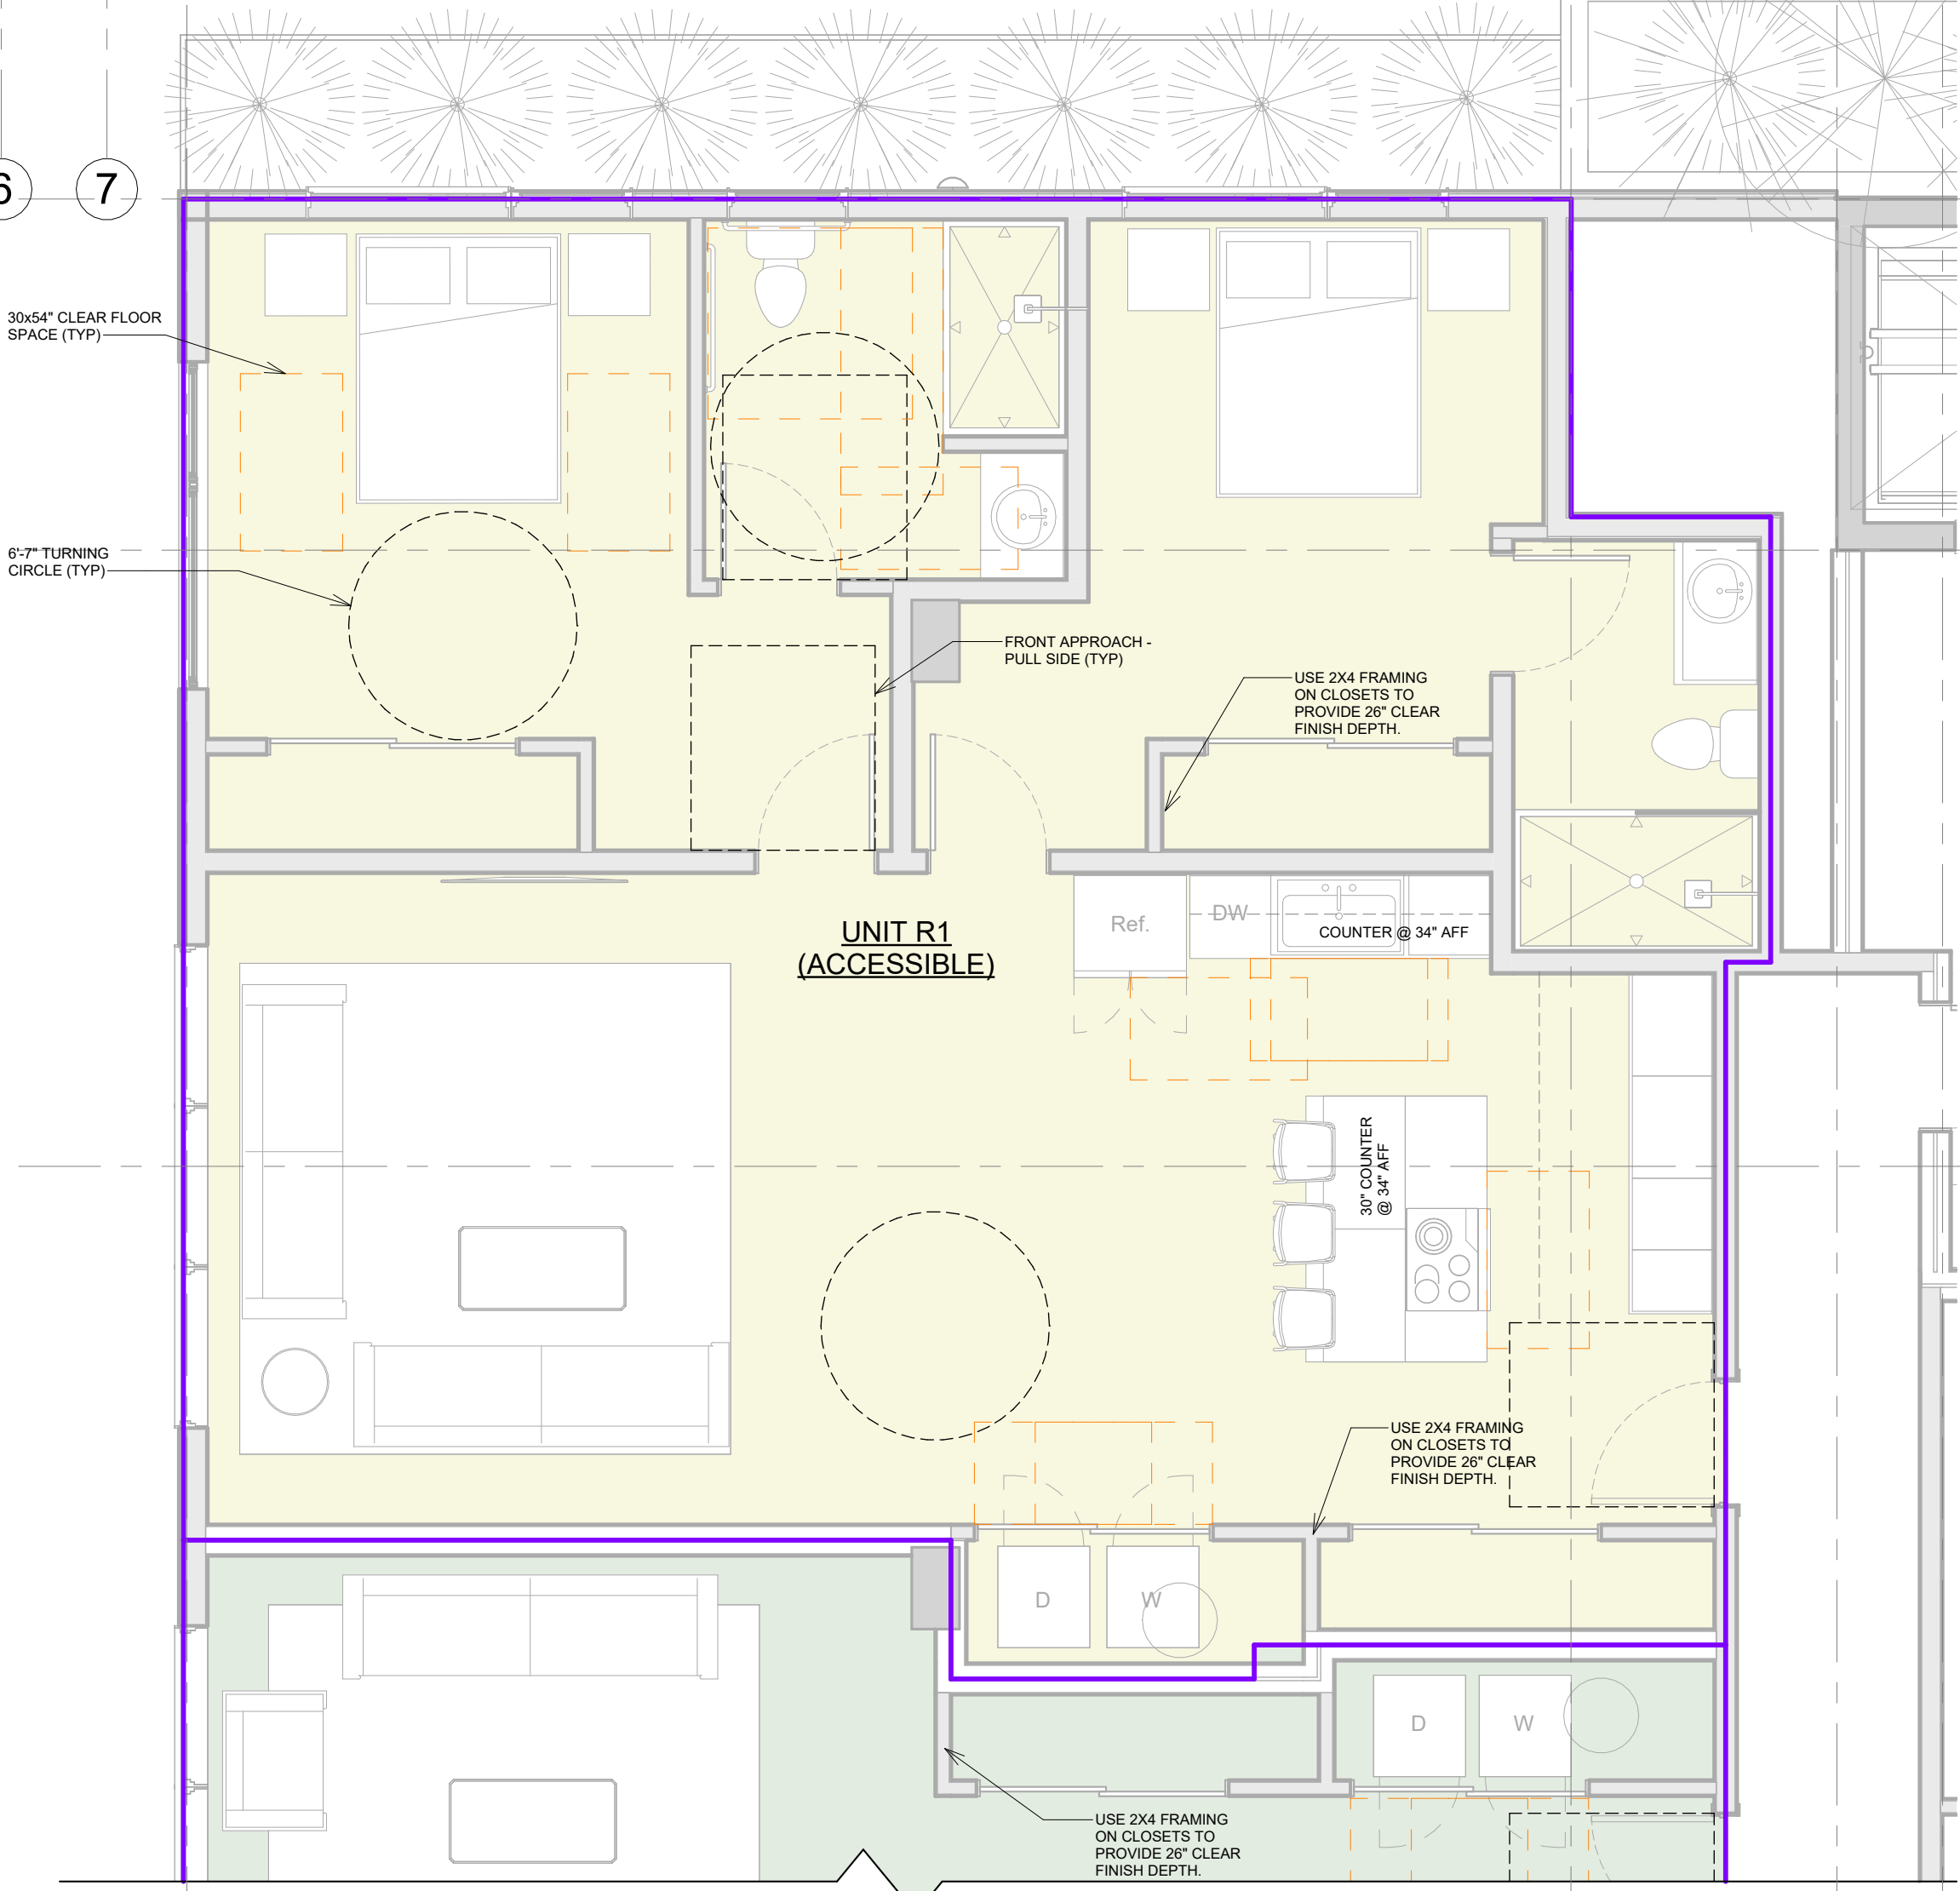 6
7
30x54" CLEAR FLOOR
SPACE (TYP)
6'-7" TURNING
CIRCLE (TYP)
FRONT APPROACH -
PULL SIDE (TYP)
USE 2X4 FRAMING
ON CLOSETS TO
PROVIDE 26" CLEAR
FINISH DEPTH.
UNIT R1
(ACCESSIBLE)
Ref.
DW
COUNTER @ 34" AFF
30" COUNTER
@ 34" AFF
USE 2X4 FRAMING
ON CLOSETS TO
PROVIDE 26" CLEAR
FINISH DEPTH.
D
W
D
W
USE 2X4 FRAMING
ON CLOSETS TO
PROVIDE 26" CLEAR
FINISH DEPTH.